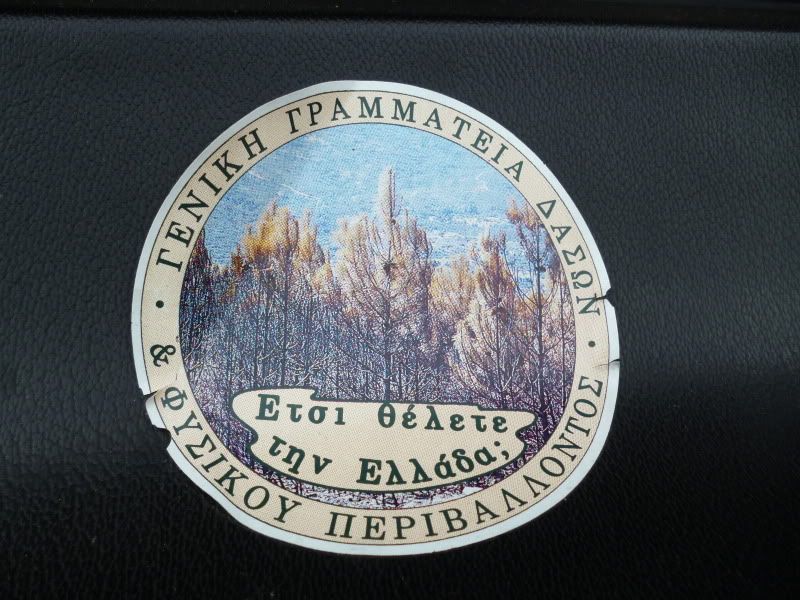 ΓΕΝΙΚΗ ΓΡΑΜΜΑΤΕΙΑ ΔΑΣΩΝ
& ΦΥΣΙΚΟΥ ΠΕΡΙΒΑΛΛΟΝΤΟΣ
Ετσι θέλετε
την Ελλάδα;